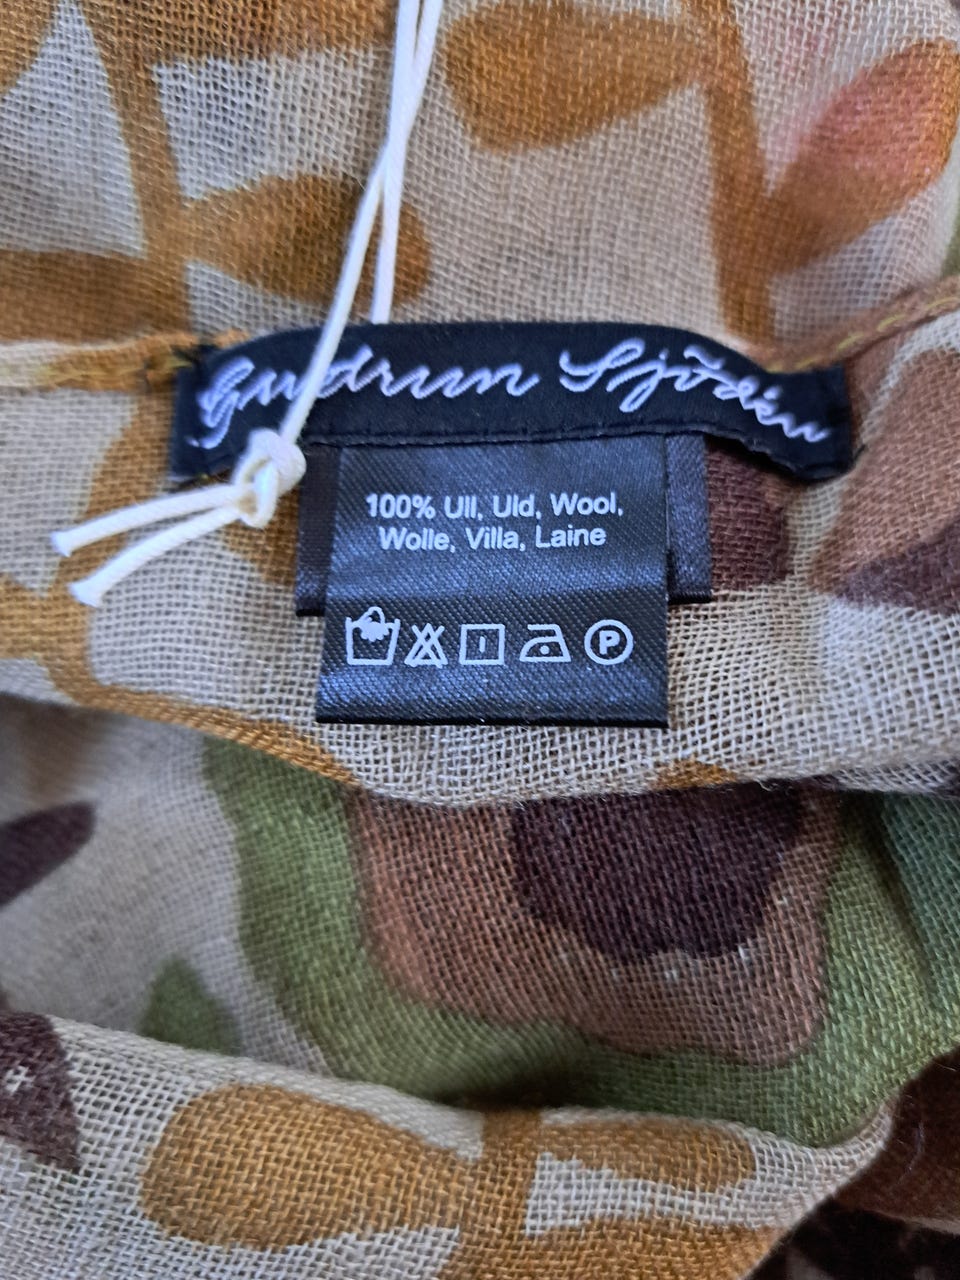 Gudrun Sjödén
100% Ull, Uld, Wool,
Wolle, Villa, Laine
P